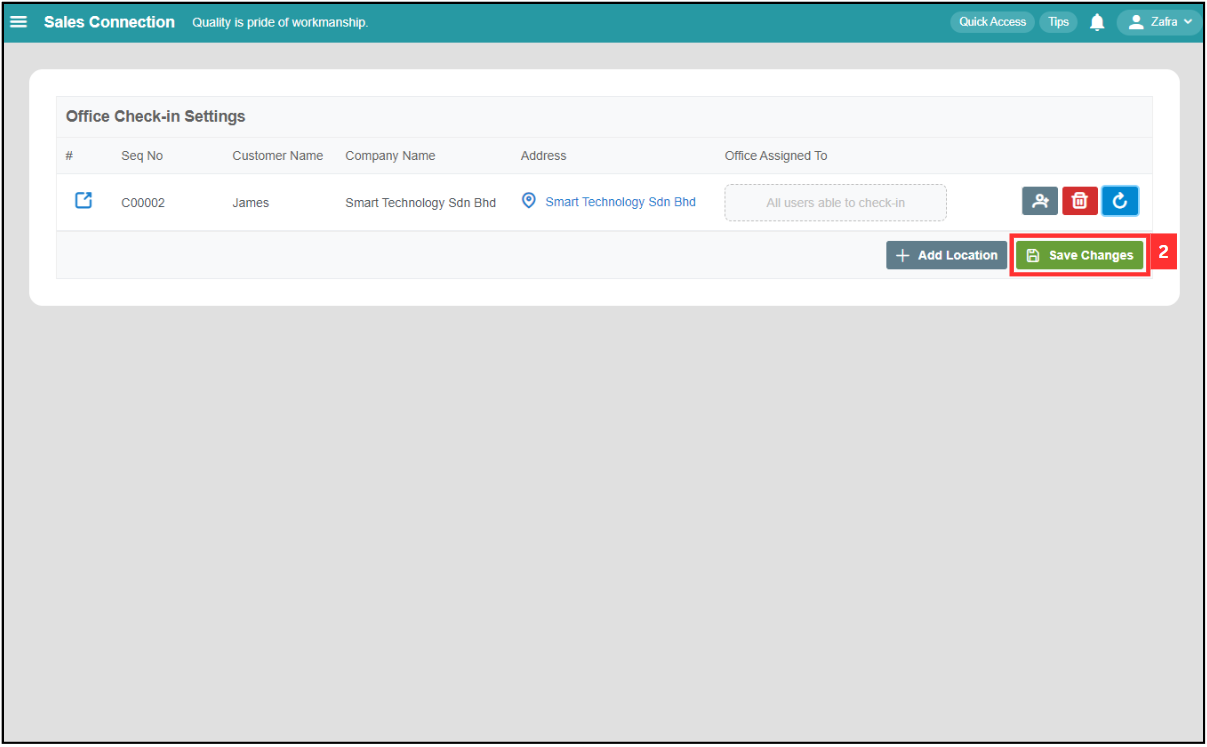 Sales Connection Quality is pride of workmanship. Quick Access Tips Zafra
Office Check-in Settings
# Seq No Customer Name Company Name Address Office Assigned To
C00002 James Smart Technology Sdn Bhd Smart Technology Sdn Bhd All users able to check-in
Add Location Save Changes 2